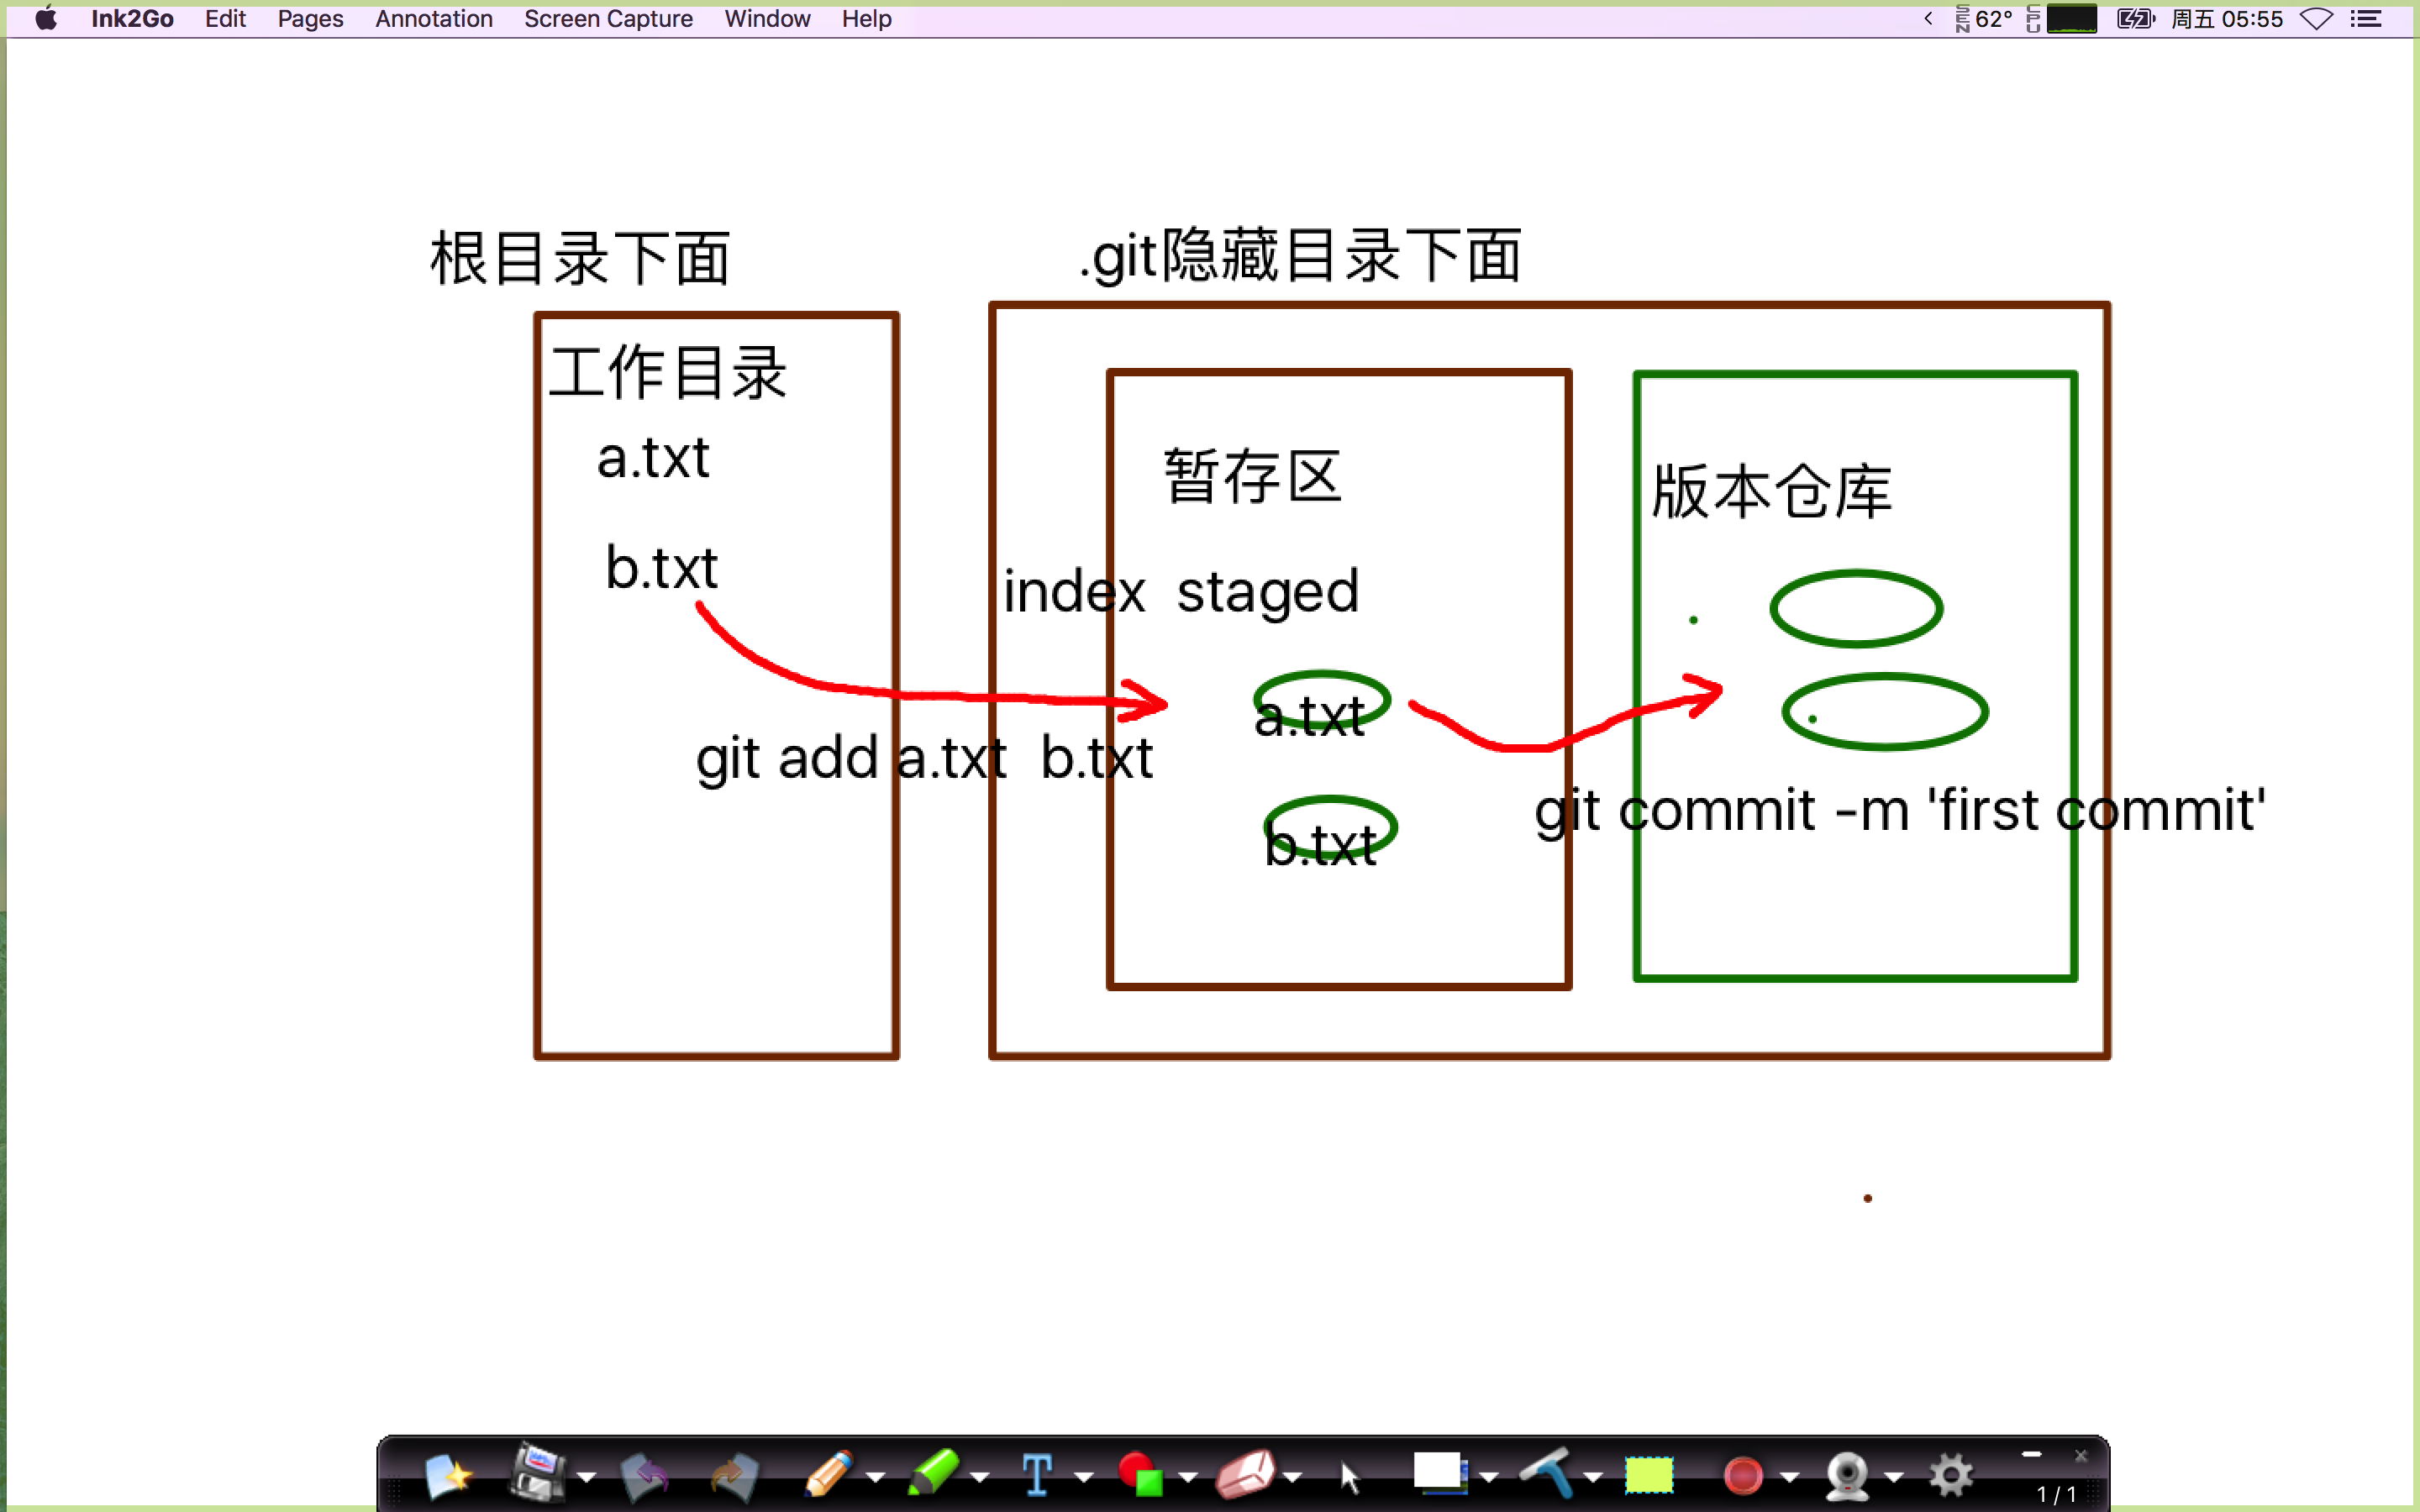 Ink2Go Edit Pages Annotation Screen Capture Window Help SEN 62° CPU 周五 05:55
根目录下面 .git隐藏目录下面
工作目录
a.txt
暂存区
版本仓库
b.txt
index staged
a.txt
git add a.txt b.txt
git commit -m 'first commit'
b.txt
1 / 1